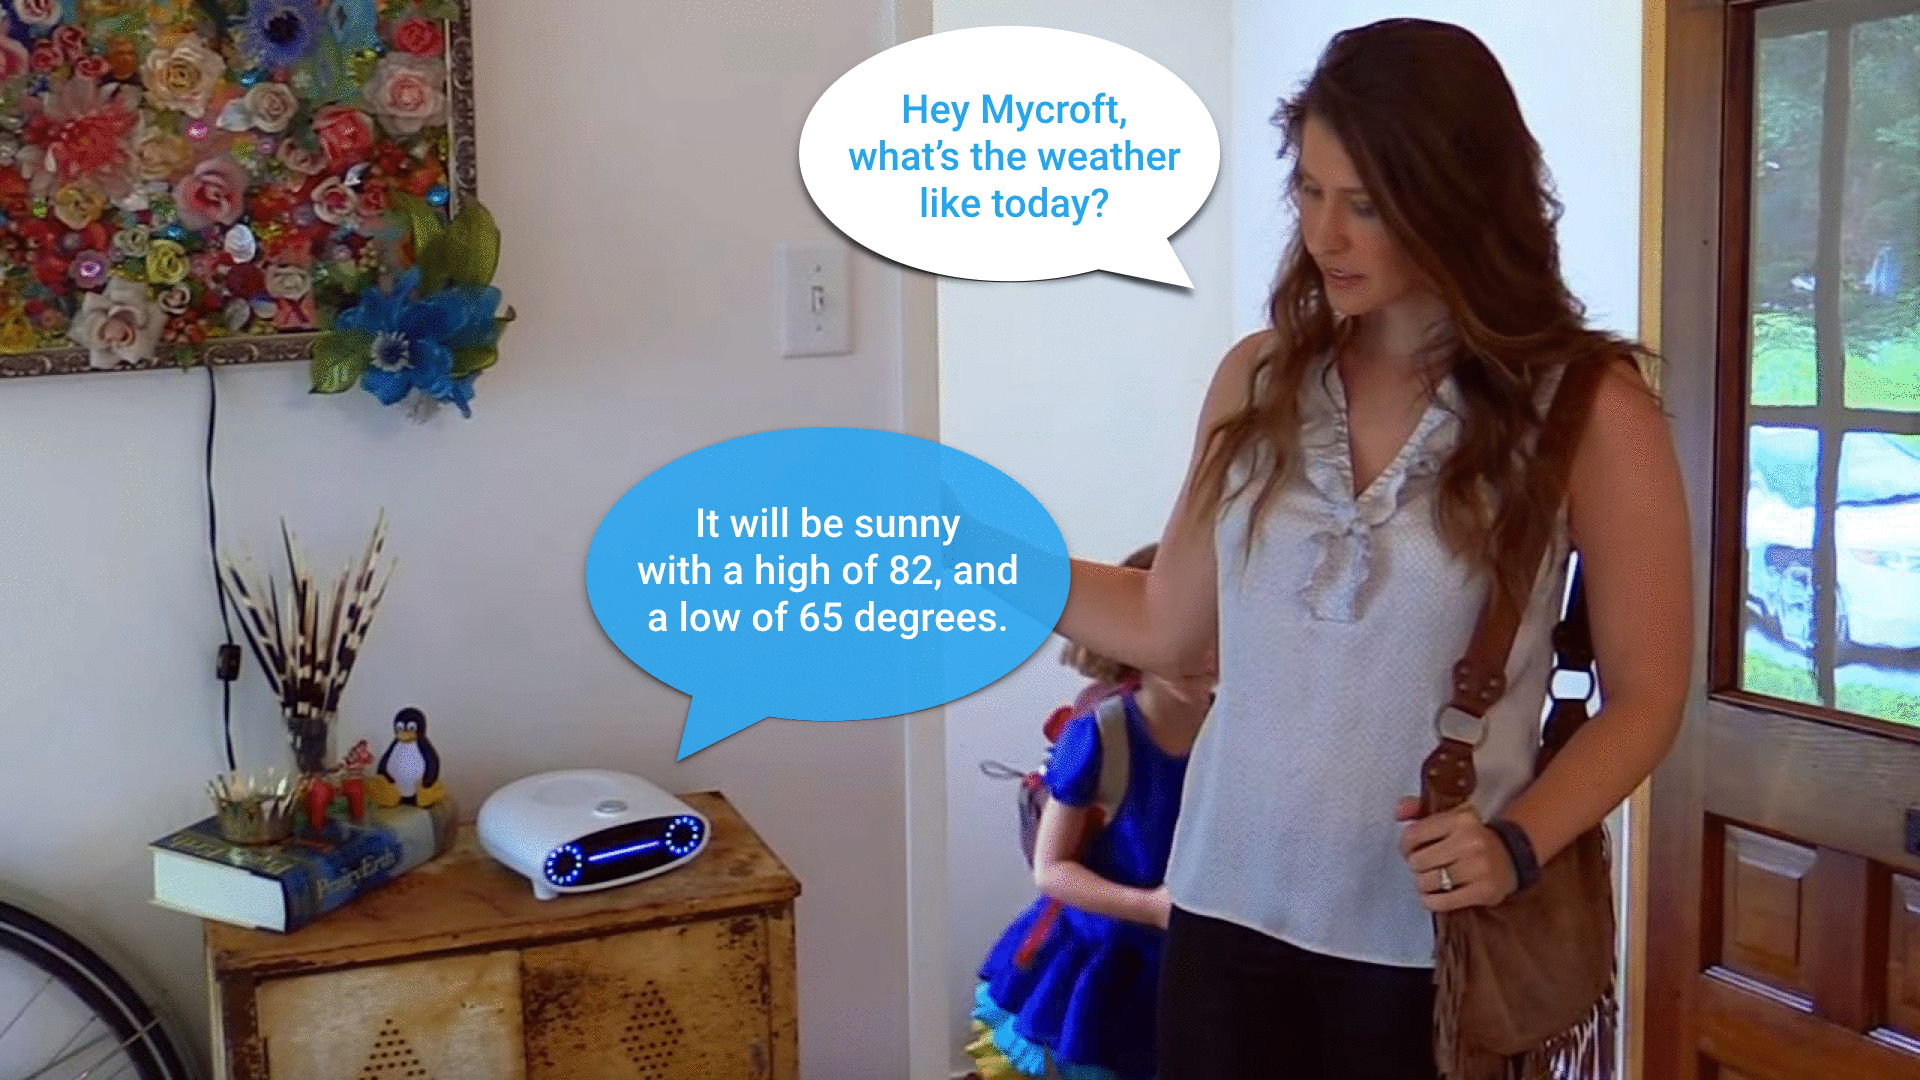 Hey Mycroft,
what's the weather
like today?
It will be sunny
with a high of 82, and
a low of 65 degrees.
PrairyErth